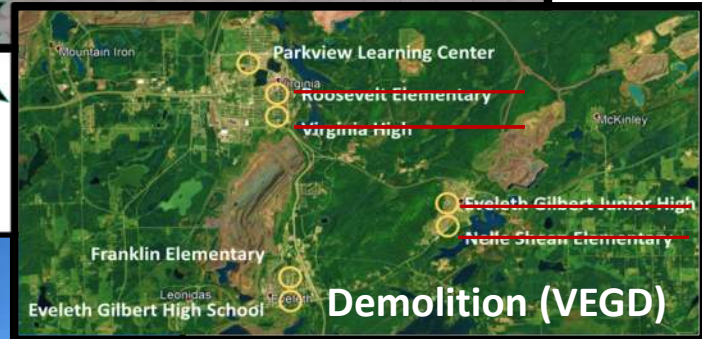 Mountain Iron
Parkview Learning Center
Virginia
Roosevelt Elementary
Virginia High
McKinley
Eveleth Gilbert Junior High
Nelle Shean Elementary
Franklin Elementary
Leonidas
Eveleth
Eveleth Gilbert High School
Demolition (VEGD)